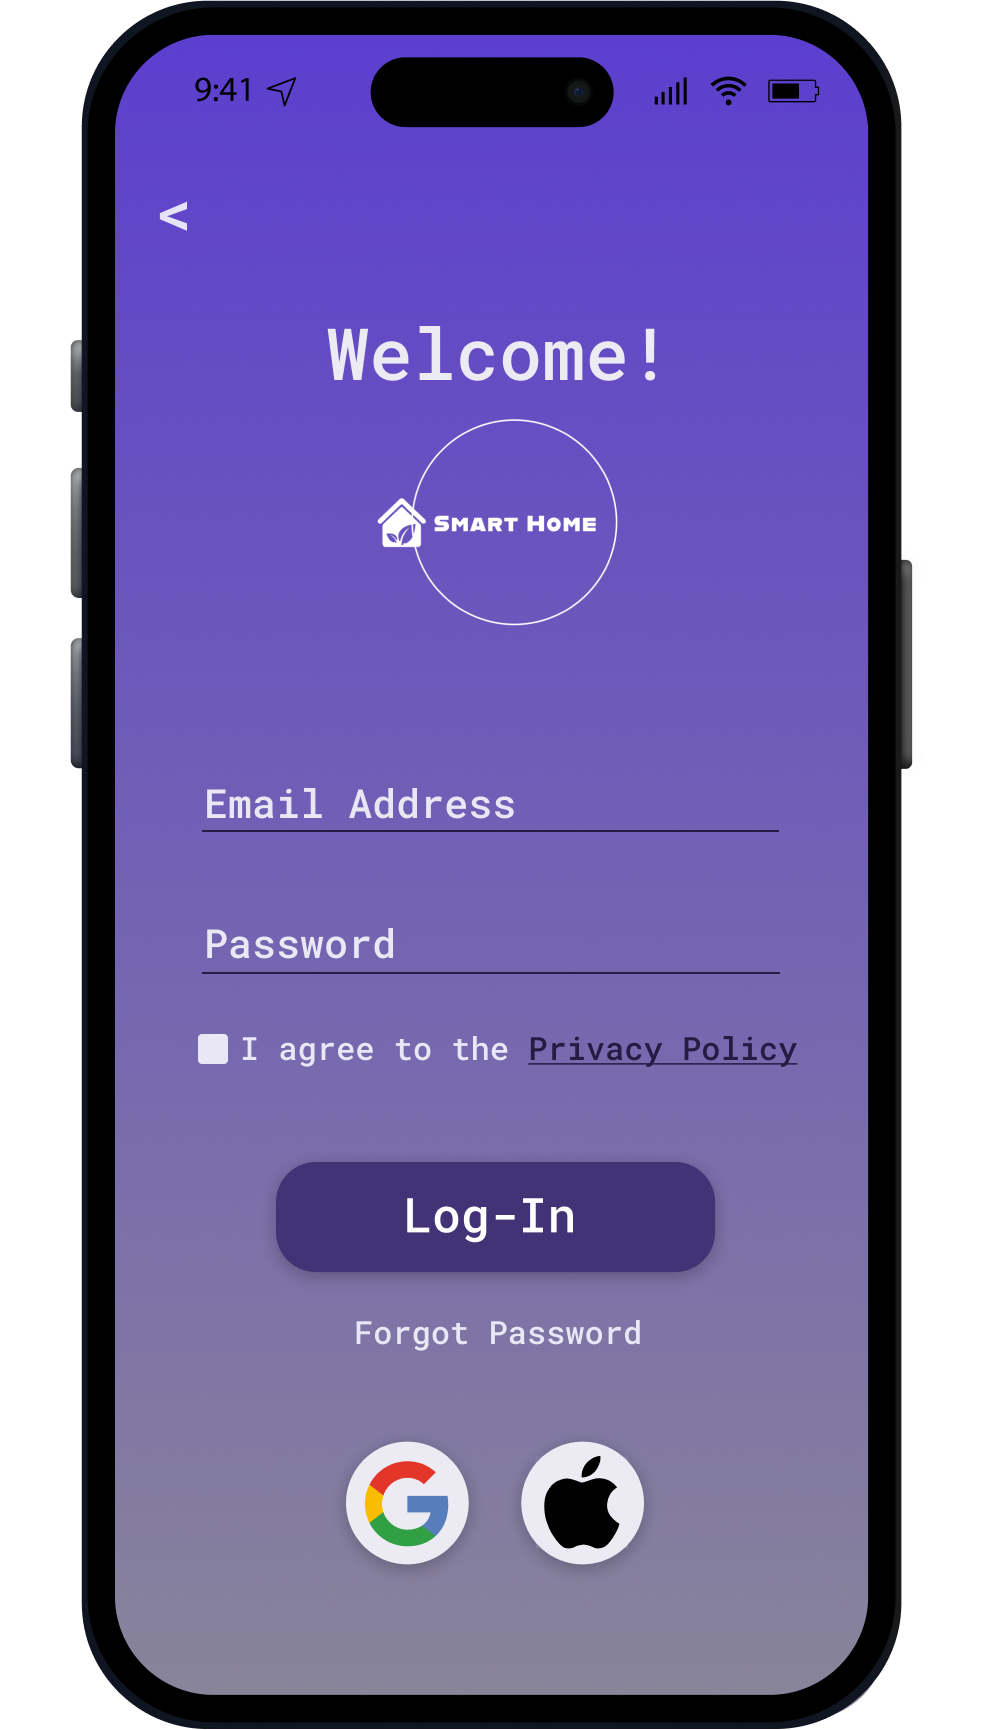 9:41
<
Welcome!
Smart Home
Email Address
Password
I agree to the Privacy Policy
Log-In
Forgot Password